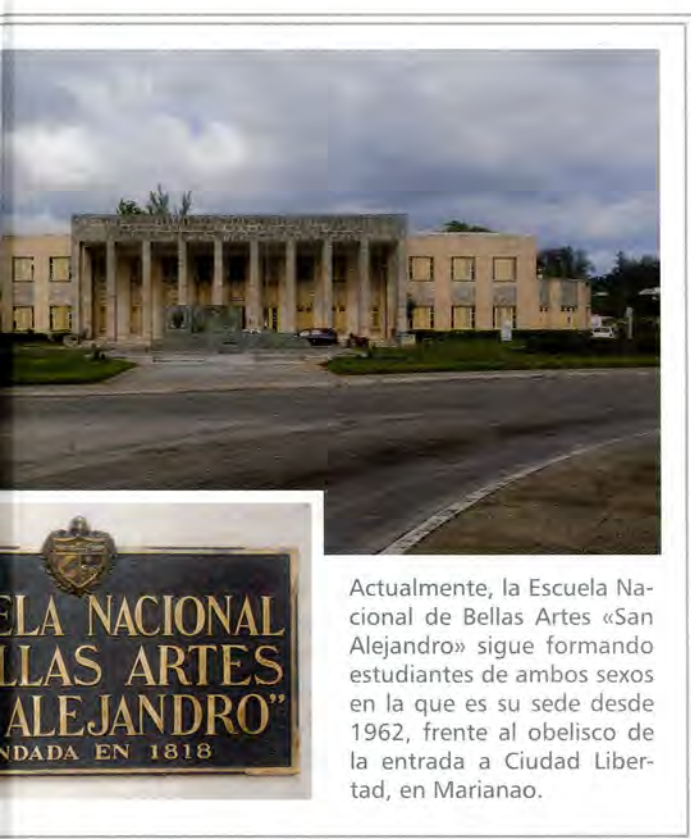 ELA NACIONAL
LLAS ARTES
ALEJANDRO”
NDADA EN 1818
Actualmente, la Escuela Na-
cional de Bellas Artes «San
Alejandro» sigue formando
estudiantes de ambos sexos
en la que es su sede desde
1962, frente al obelisco de
la entrada a Ciudad Liber-
tad, en Marianao.